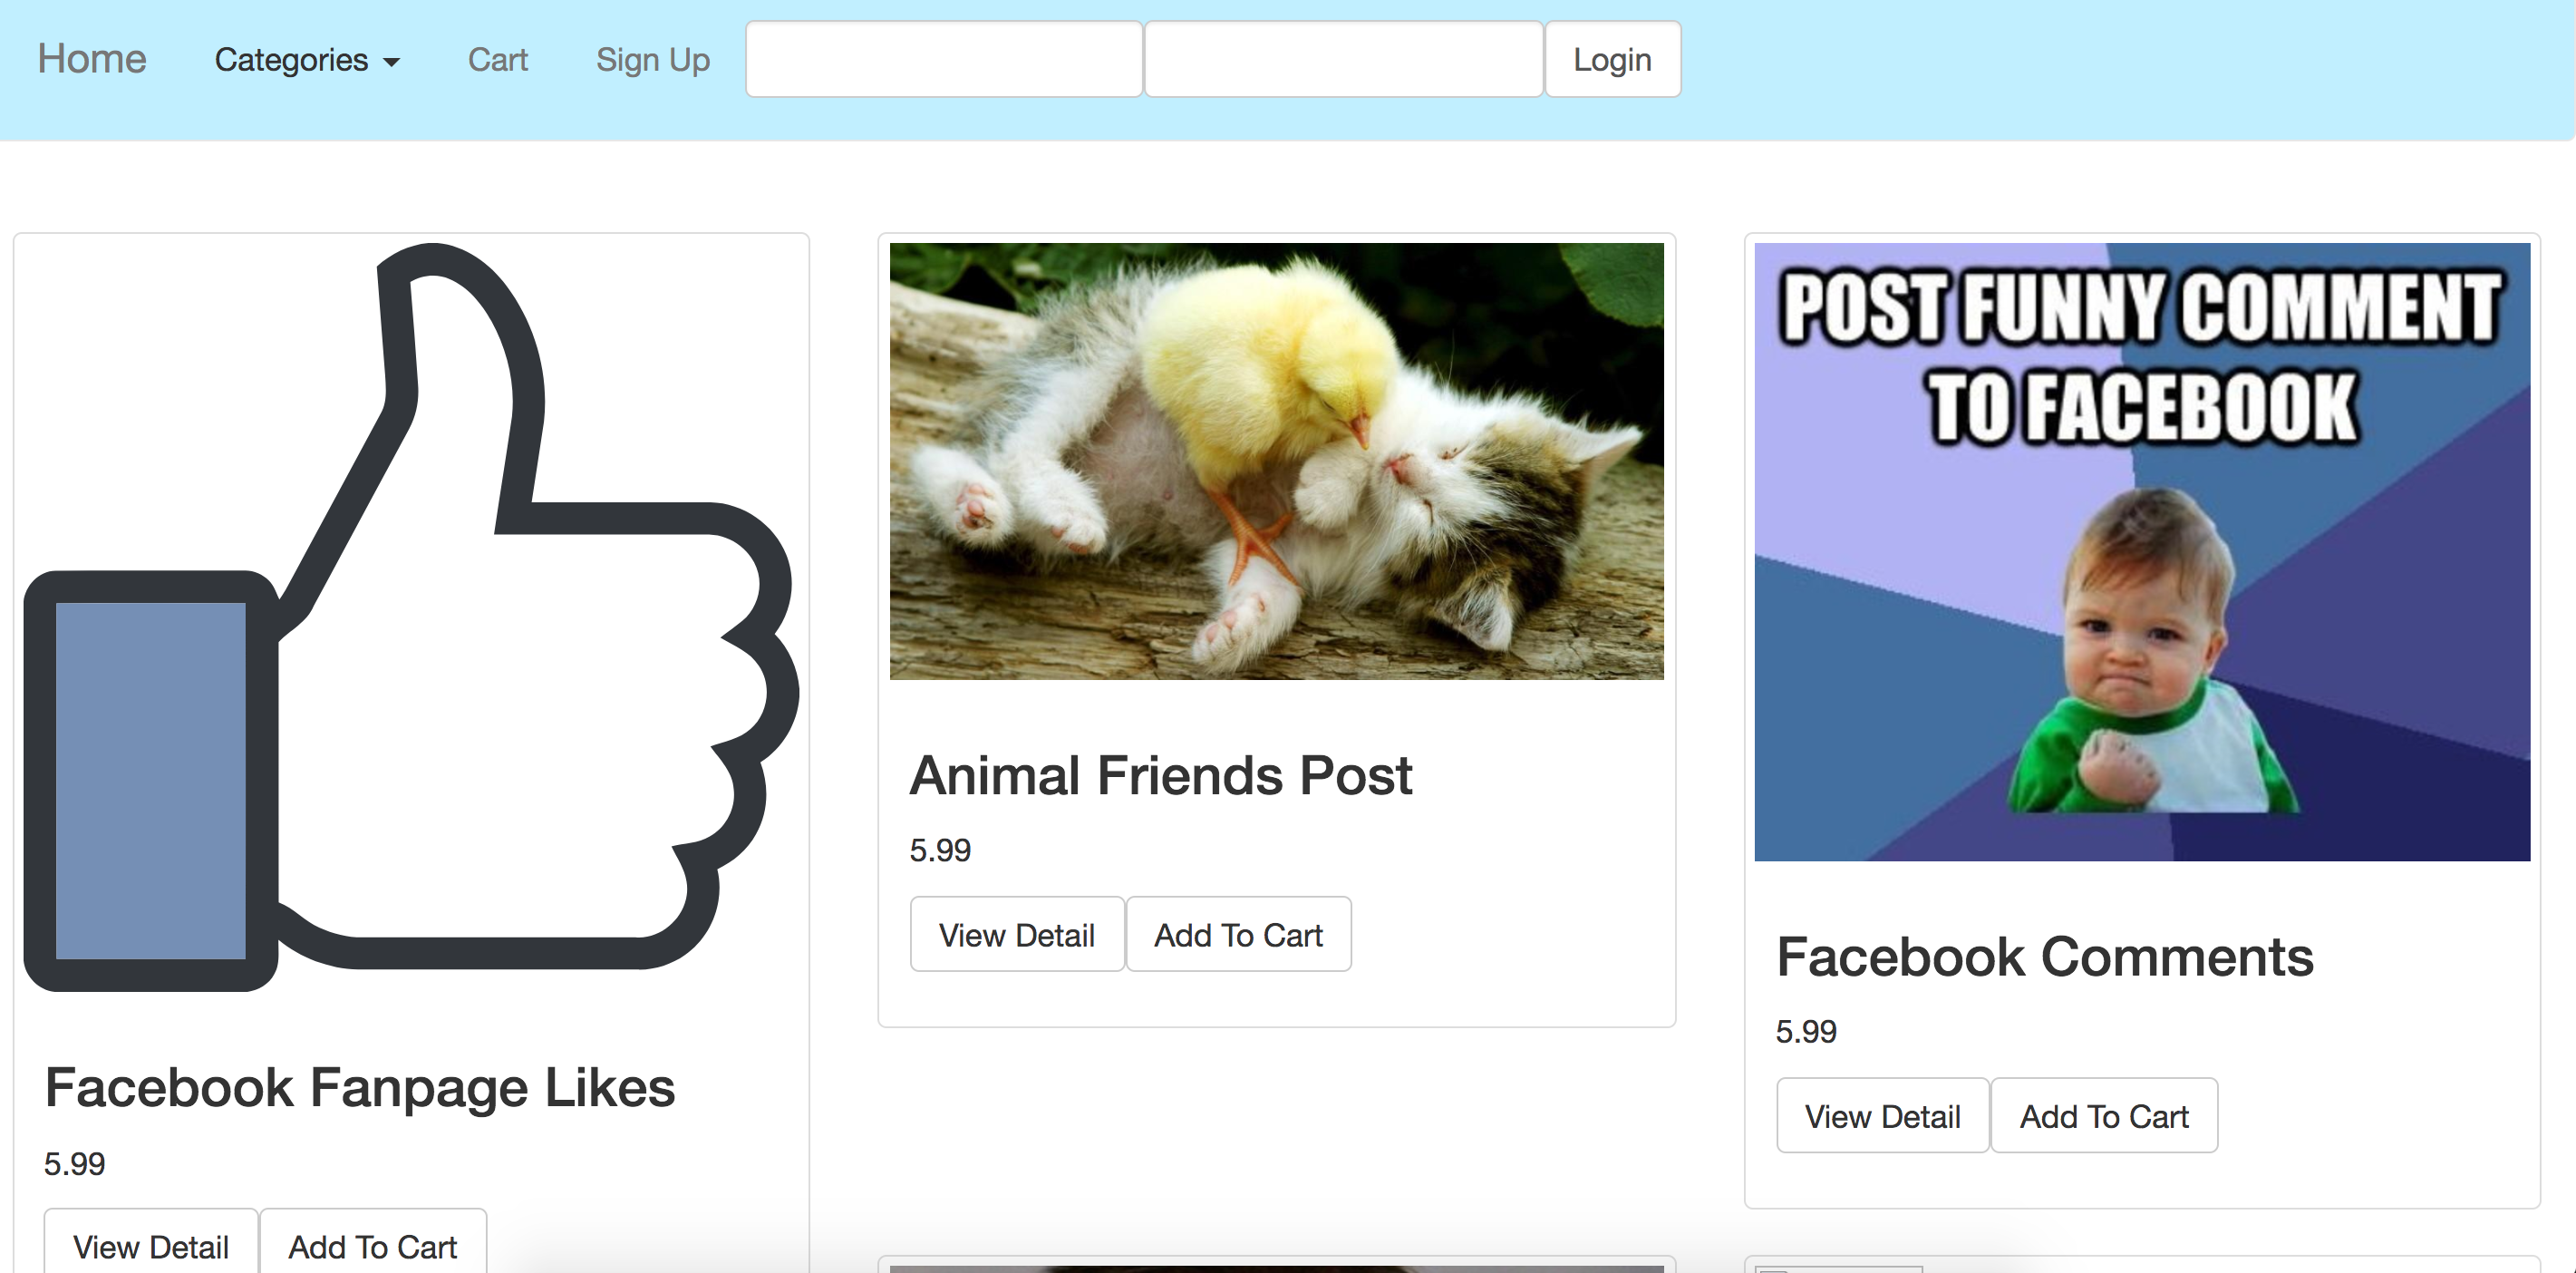 Home Categories Cart Sign Up Login
POST FUNNY COMMENT
TO FACEBOOK
Facebook Fanpage Likes
5.99
View Detail Add To Cart
Animal Friends Post
5.99
View Detail Add To Cart
Facebook Comments
5.99
View Detail Add To Cart